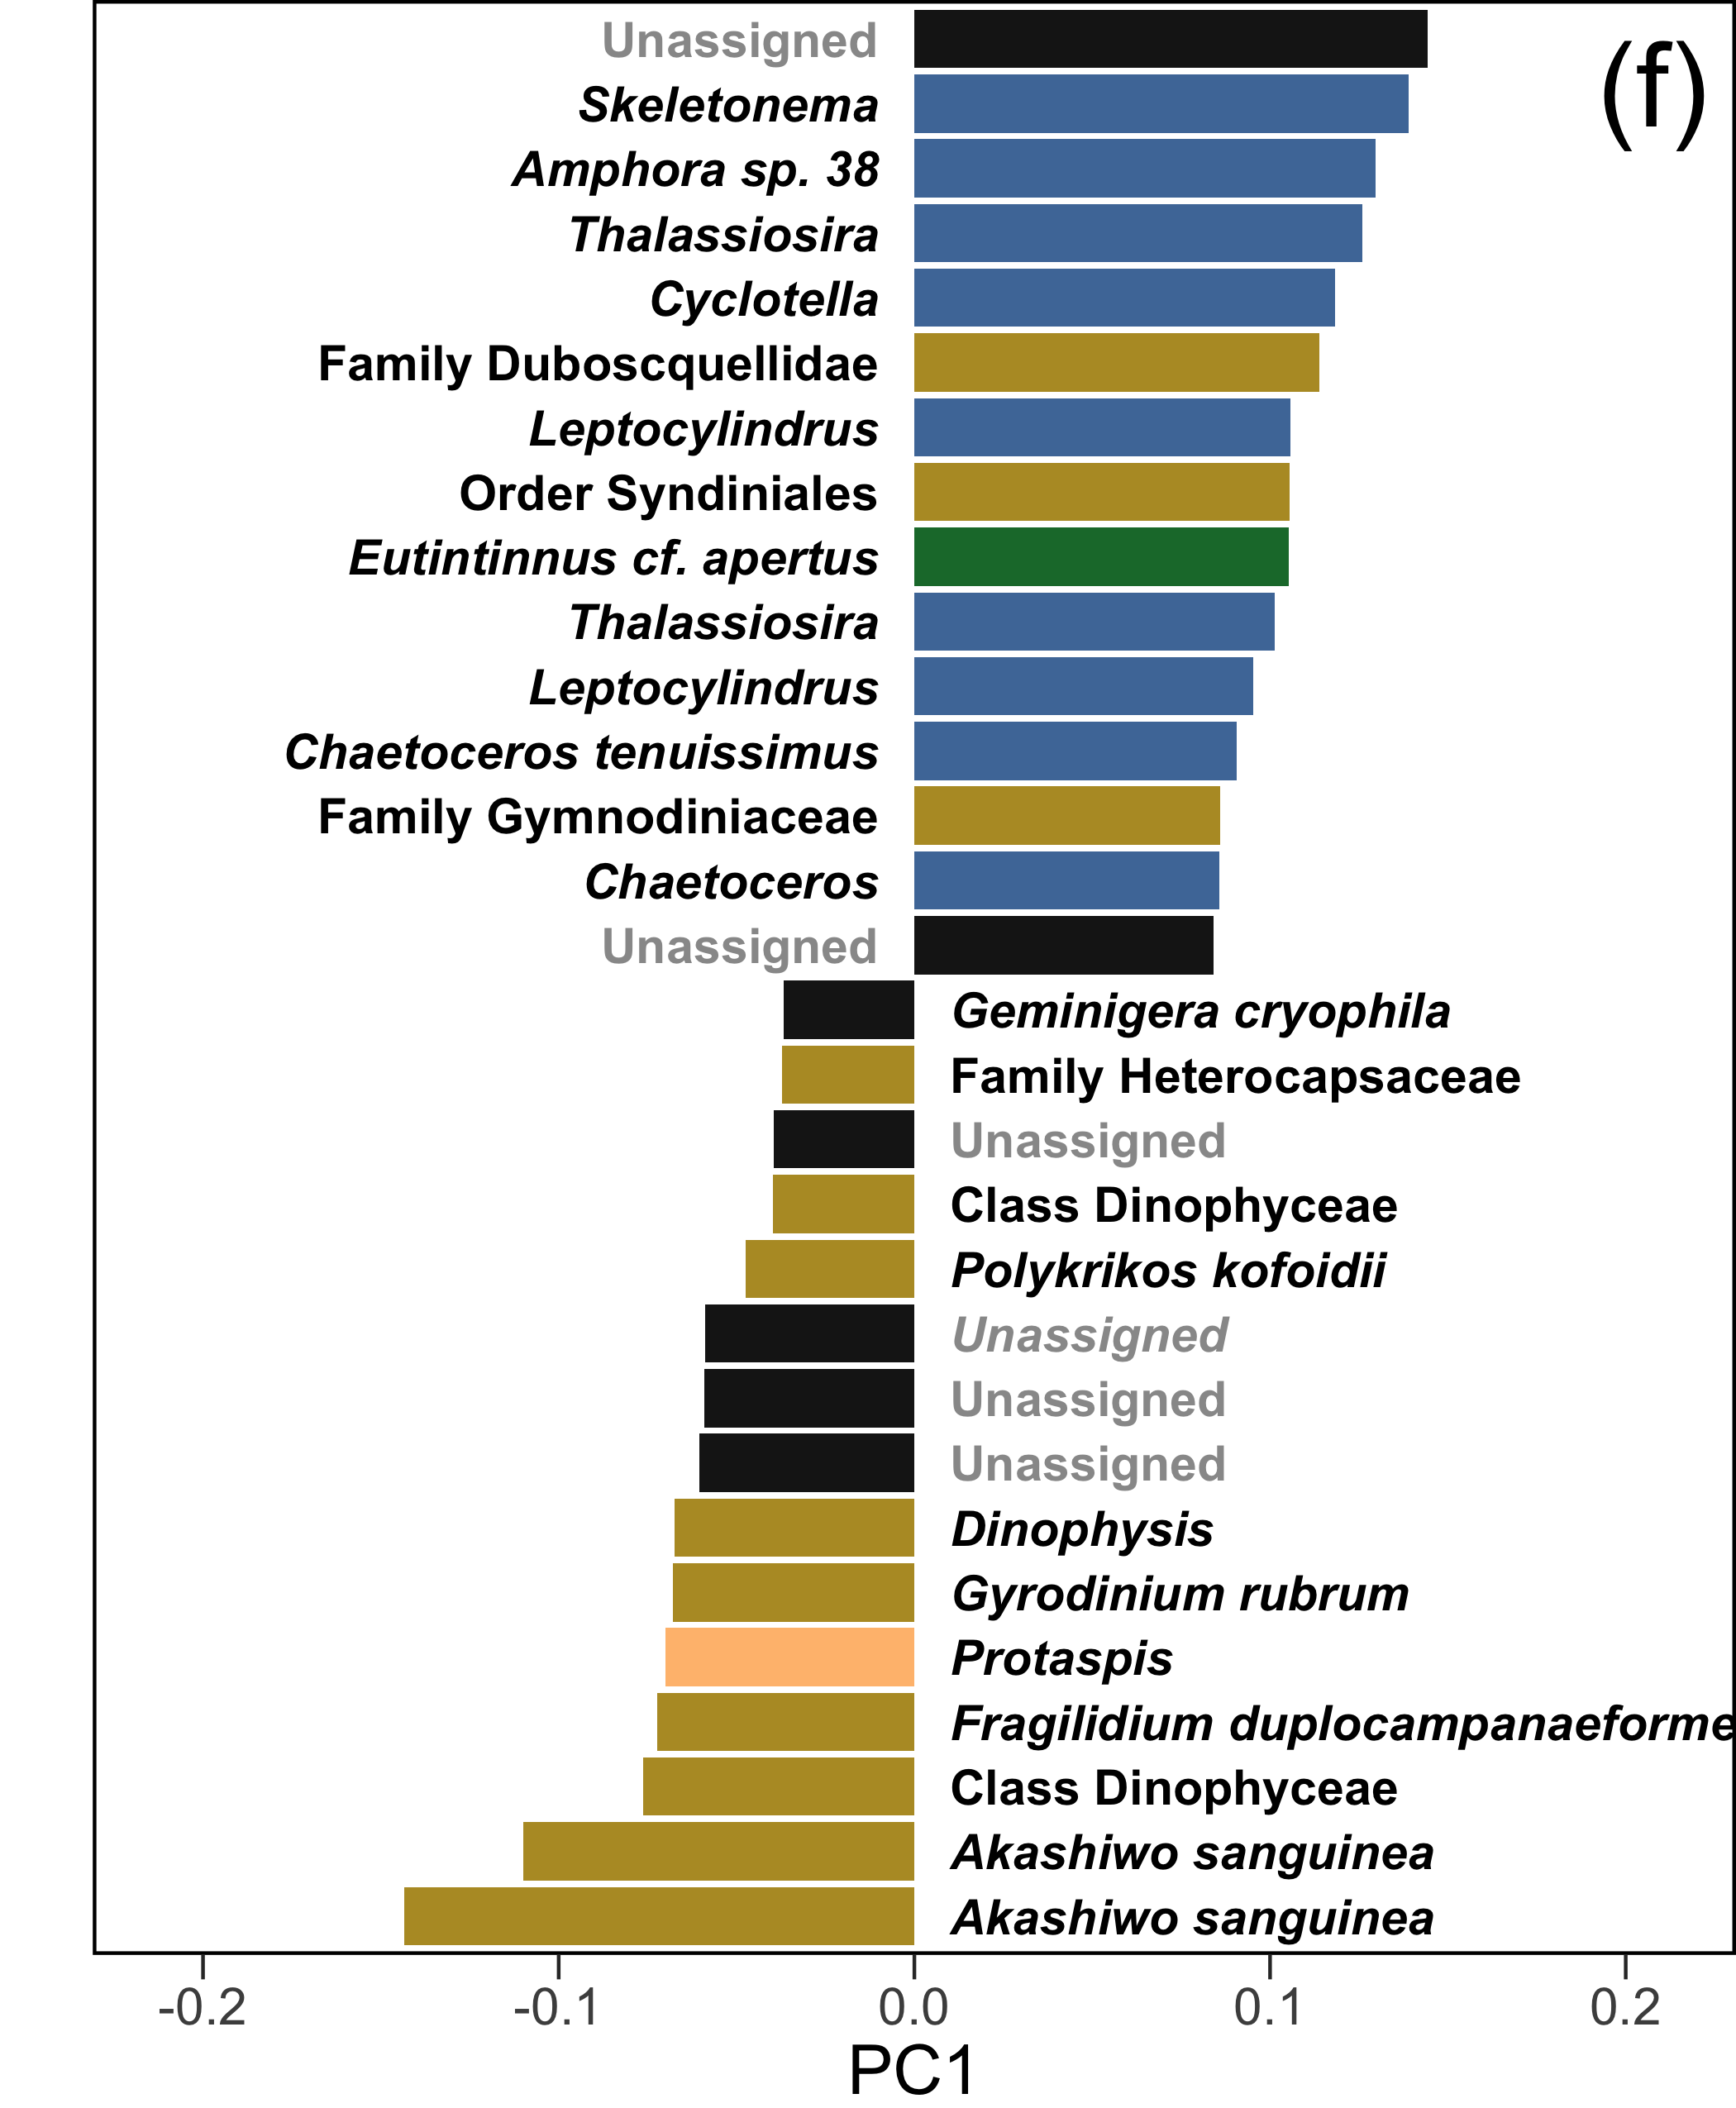 Unassigned
(f)
Skeletonema
Amphora sp. 38
Thalassiosira
Cyclotella
Family Duboscquellidae
Leptocylindrus
Order Syndiniales
Eutintinnus cf. apertus
Thalassiosira
Leptocylindrus
Chaetoceros tenuissimus
Family Gymnodiniaceae
Chaetoceros
Unassigned
Geminigera cryophila
Family Heterocapsaceae
Unassigned
Class Dinophyceae
Polykrikos kofoidii
Unassigned
Unassigned
Unassigned
Dinophysis
Gyrodinium rubrum
Protaspis
Fragilidium duplocampanaeforme
Class Dinophyceae
Akashiwo sanguinea
Akashiwo sanguinea
-0.2 -0.1 0.0 0.1 0.2
PC1